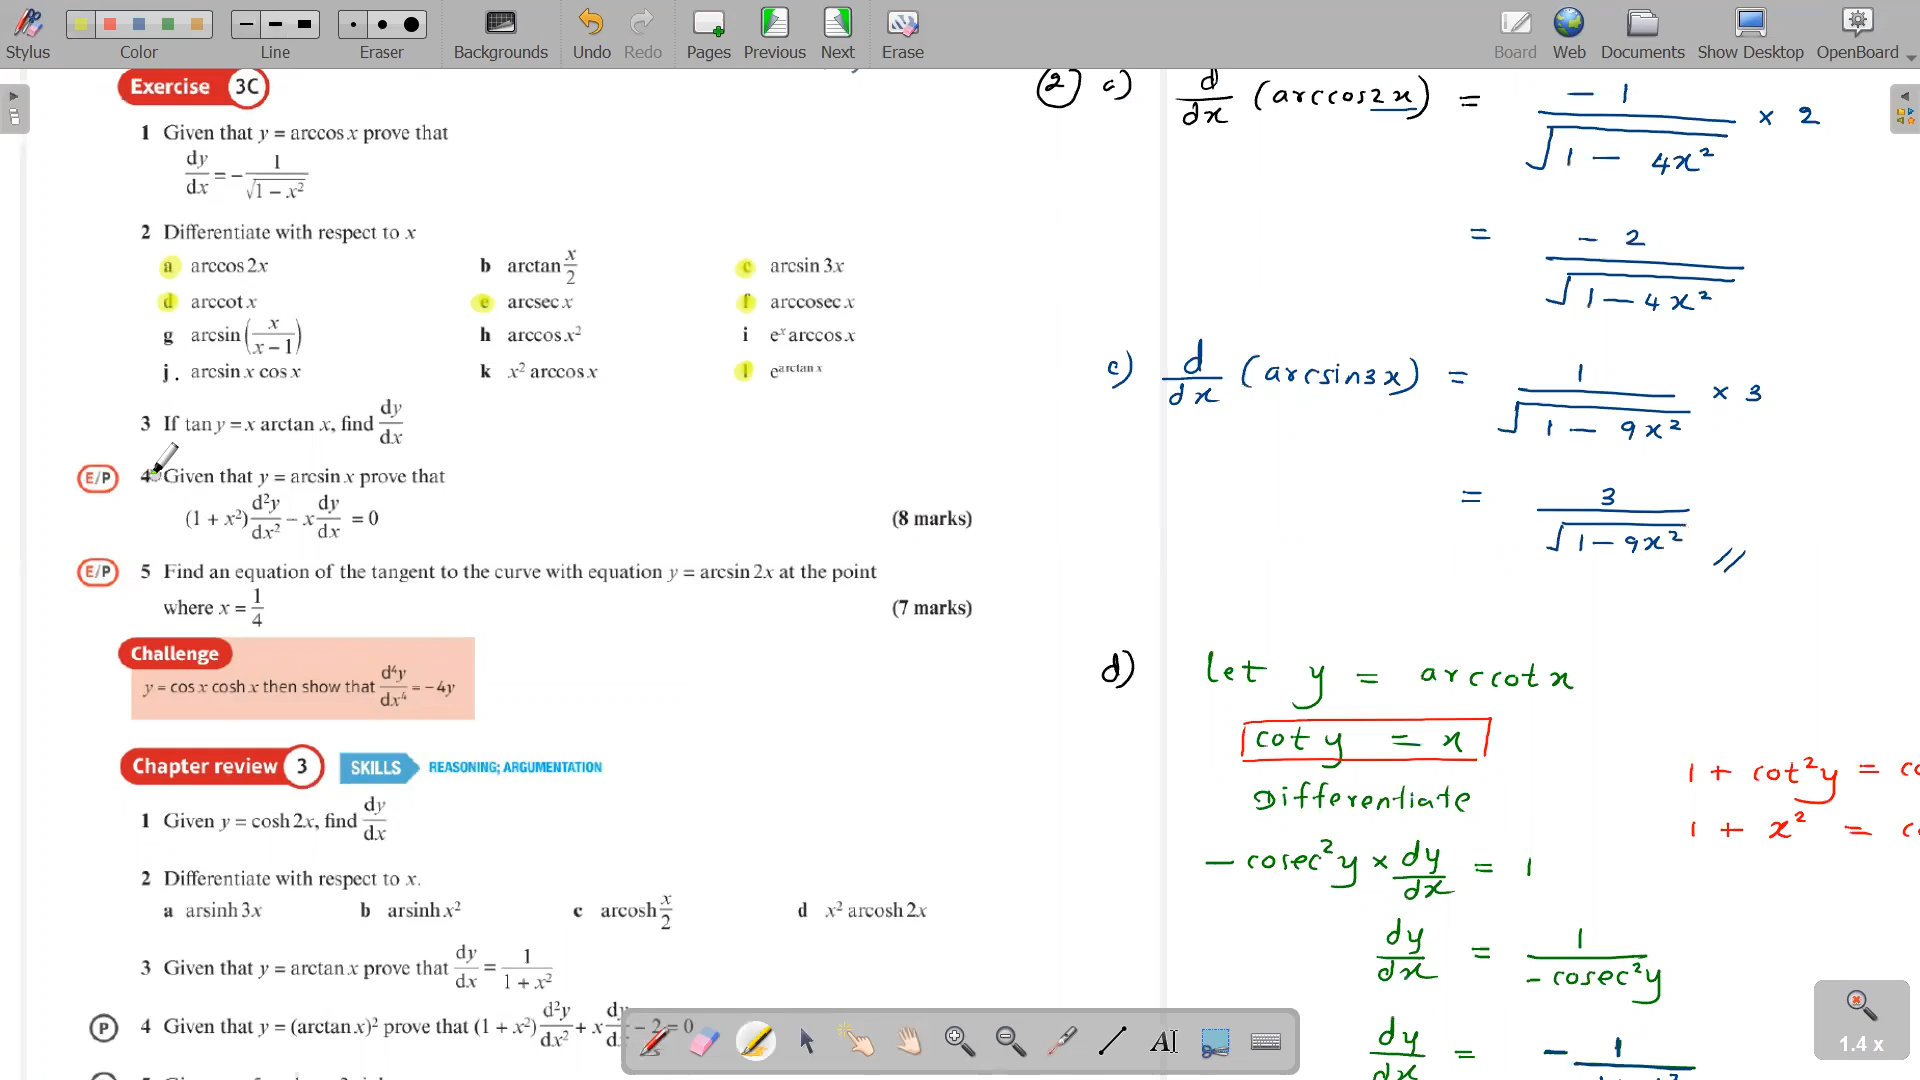 Stylus Color Line Eraser Backgrounds Undo Redo Pages Previous Next Erase Board Web Documents Show Desktop OpenBoard
Exercise 3C
1 Given that y = arccos x prove that
dy/dx = - 1/√(1 − x²)
2 Differentiate with respect to x
a arccos 2x b arctan x/2 c arcsin 3x
d arccot x e arcsec x f arccosec x
g arcsin (x/(x − 1)) h arccos x² i eˣ arccos x
j . arcsin x cos x k x² arccos x l e^(arctan x)
3 If tan y = x arctan x, find dy/dx
E/P 4 Given that y = arcsin x prove that
(1 + x²) d²y/dx² − x dy/dx = 0 (8 marks)
E/P 5 Find an equation of the tangent to the curve with equation y = arcsin 2x at the point
where x = 1/4 (7 marks)
Challenge
y = cos x cosh x then show that d⁴y/dx⁴ = −4y
Chapter review 3 SKILLS REASONING; ARGUMENTATION
1 Given y = cosh 2x, find dy/dx
2 Differentiate with respect to x.
a arsinh 3x b arsinh x² c arcosh x/2 d x² arcosh 2x
3 Given that y = arctan x prove that dy/dx = 1/(1 + x²)
P 4 Given that y = (arctan x)² prove that (1 + x²) d²y/dx² + x dy/d − 2 = 0
② a) d/dx (arccos 2x) = −1/√(1 − 4x²) × 2
= −2/√(1 − 4x²)
c) d/dx (arcsin 3x) = 1/√(1 − 9x²) × 3
= 3/√(1 − 9x²) //
d) let y = arccot x
cot y = x
Differentiate
1 + cot²y = co
1 + x² = co
− cosec²y × dy/dx = 1
dy/dx = 1/−cosec²y
dy/dx = − 1
1.4 x